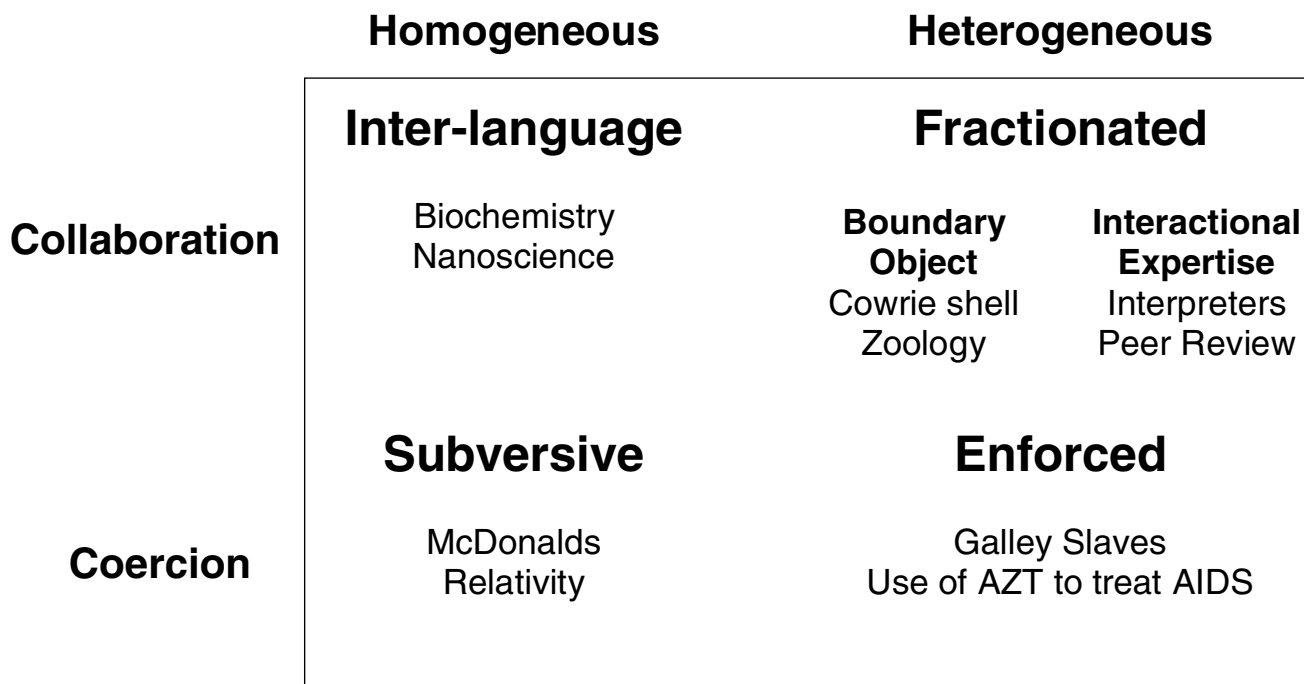 Homogeneous Heterogeneous
Inter-language Fractionated
Collaboration
Biochemistry
Nanoscience
Boundary
Object
Cowrie shell
Zoology
Interactional
Expertise
Interpreters
Peer Review
Subversive Enforced
Coercion
McDonalds
Relativity
Galley Slaves
Use of AZT to treat AIDS